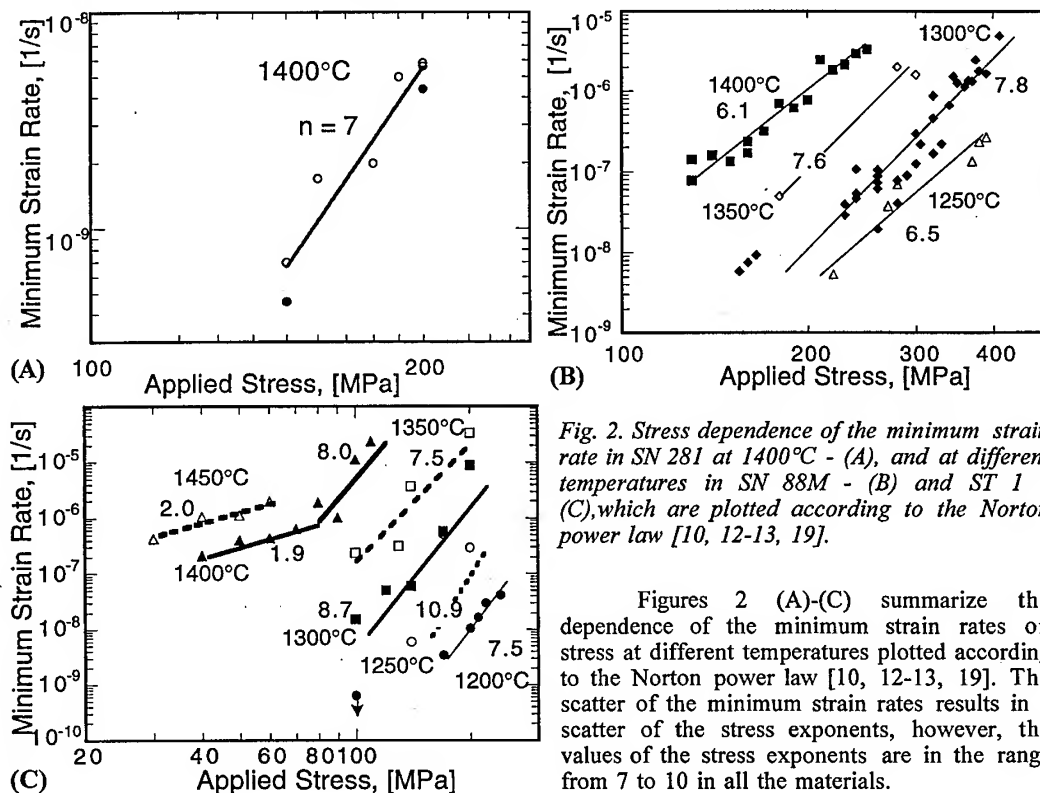 10⁻⁸
1400°C
n = 7
10⁻⁹
Minimum Strain Rate, [1/s]
100
200
(A)
Applied Stress, [MPa]
10⁻⁵
1300°C
1400°C
6.1
7.8
10⁻⁶
7.6
10⁻⁷
1350°C
1250°C
6.5
10⁻⁸
10⁻⁹
Minimum Strain Rate, [1/s]
100
200
300
400
(B)
Applied Stress, [MPa]
1350°C
8.0
7.5
10⁻⁵
1450°C
2.0
10⁻⁶
1.9
1400°C
10⁻⁷
8.7
10.9
1300°C
10⁻⁸
1250°C
7.5
1200°C
10⁻⁹
10⁻¹⁰
Minimum Strain Rate, [1/s]
20
40
60
80
100
(C)
Applied Stress, [MPa]
Fig. 2. Stress dependence of the minimum strain
rate in SN 281 at 1400°C - (A), and at differen
temperatures in SN 88M - (B) and ST 1
(C),which are plotted according to the Norton
power law [10, 12-13, 19].
Figures 2 (A)-(C) summarize th
dependence of the minimum strain rates o
stress at different temperatures plotted according
to the Norton power law [10, 12-13, 19]. Th
scatter of the minimum strain rates results in
scatter of the stress exponents, however, th
values of the stress exponents are in the rang
from 7 to 10 in all the materials.